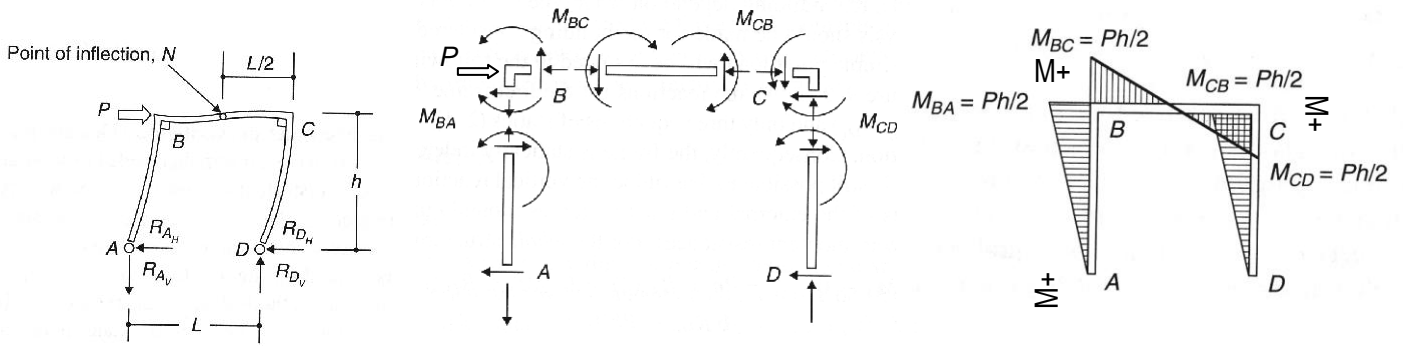 Point of inflection, N
L/2
P
B
C
h
A
R_{A_H}
R_{A_V}
D
R_{D_H}
R_{D_V}
L
M_{BC}
M_{CB}
P
B
C
M_{BA}
M_{CD}
A
D
M_{BC} = Ph/2
M+
M_{CB} = Ph/2
M_{BA} = Ph/2
M+
B
C
M_{CD} = Ph/2
M+
A
D